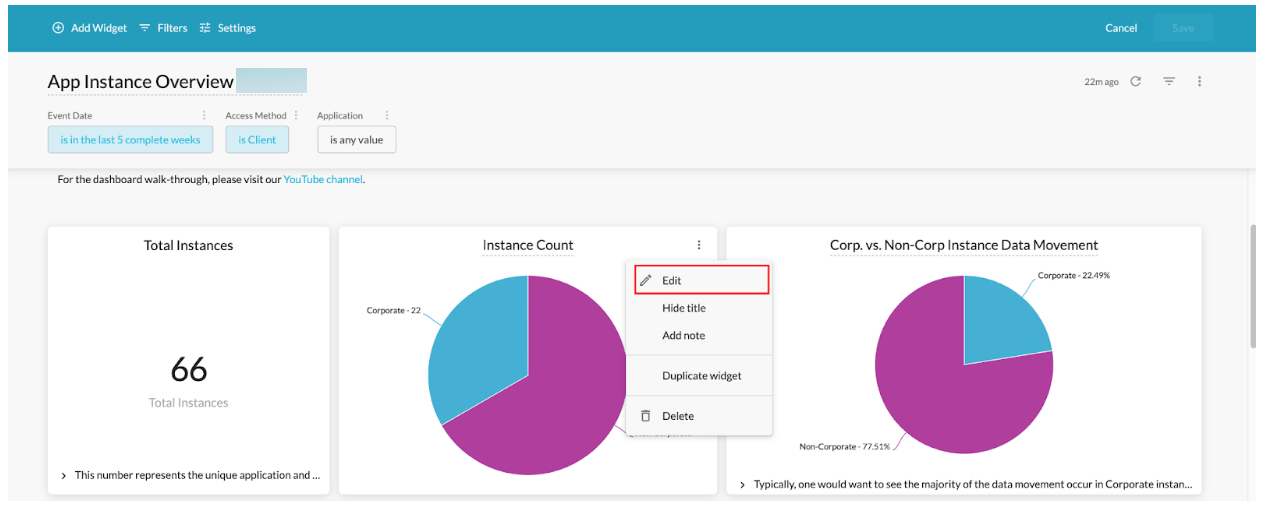 Add Widget Filters Settings Cancel Save
App Instance Overview
22m ago
Event Date Access Method Application
is in the last 5 complete weeks is Client is any value
For the dashboard walk-through, please visit our YouTube channel.
Total Instances
66
Total Instances
This number represents the unique application and ...
Instance Count
Corporate - 22
Edit
Hide title
Add note
Duplicate widget
Delete
Corp. vs. Non-Corp Instance Data Movement
Corporate - 22.49%
Non-Corporate - 77.51%
Typically, one would want to see the majority of the data movement occur in Corporate instan...